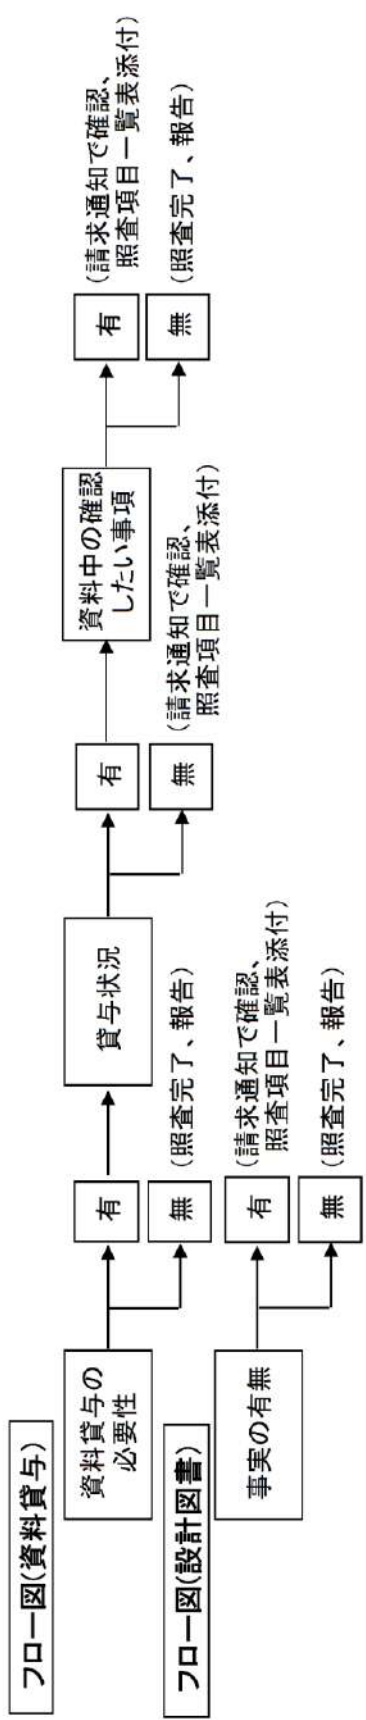 フロー図(資料貸与)
資料貸与の
必要性
有
無
(照査完了、報告)
貸与状況
有
無
(請求通知で確認、
照査項目一覧表添付)
資料中の確認
したい事項
有
(請求通知で確認、
照査項目一覧表添付)
無
(照査完了、報告)
フロー図(設計図書)
事実の有無
有
(請求通知で確認、
照査項目一覧表添付)
無
(照査完了、報告)